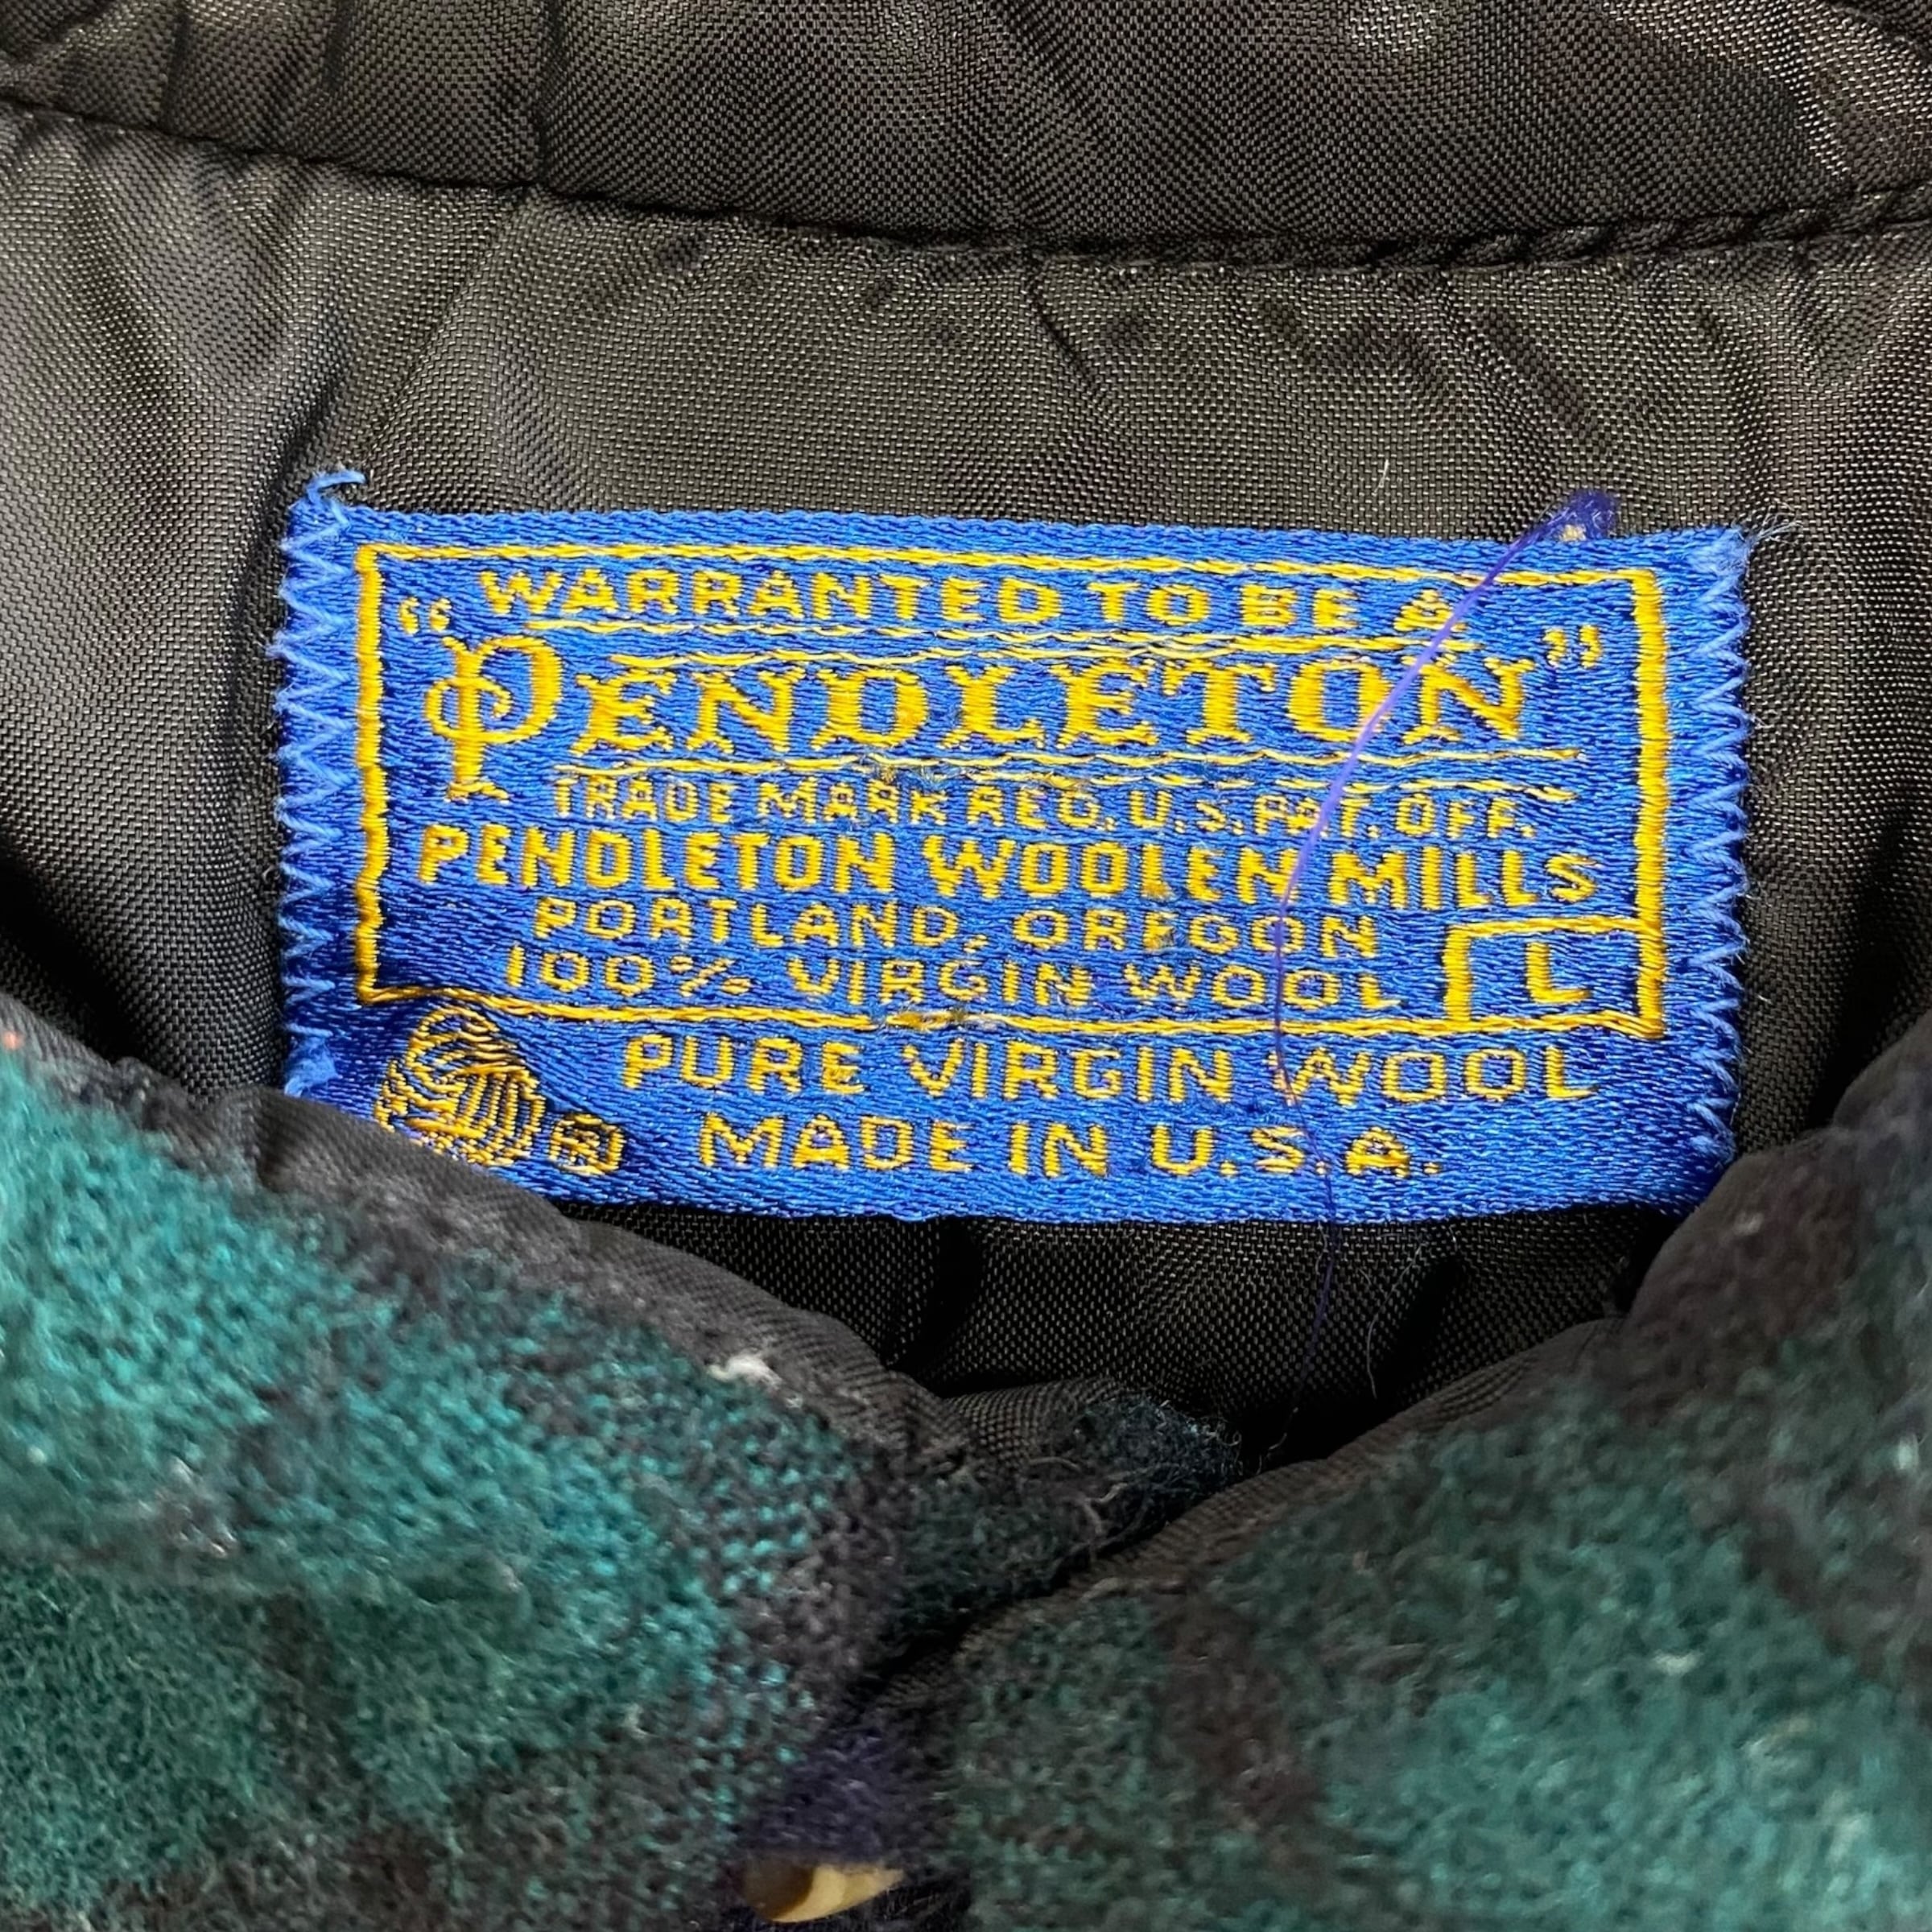 WARRANTED TO BE A
"PENDLETON"
TRADE MARK REG. U.S. PAT. OFF.
PENDLETON WOOLEN MILLS
PORTLAND, OREGON
100% VIRGIN WOOL L
PURE VIRGIN WOOL
® MADE IN U.S.A.